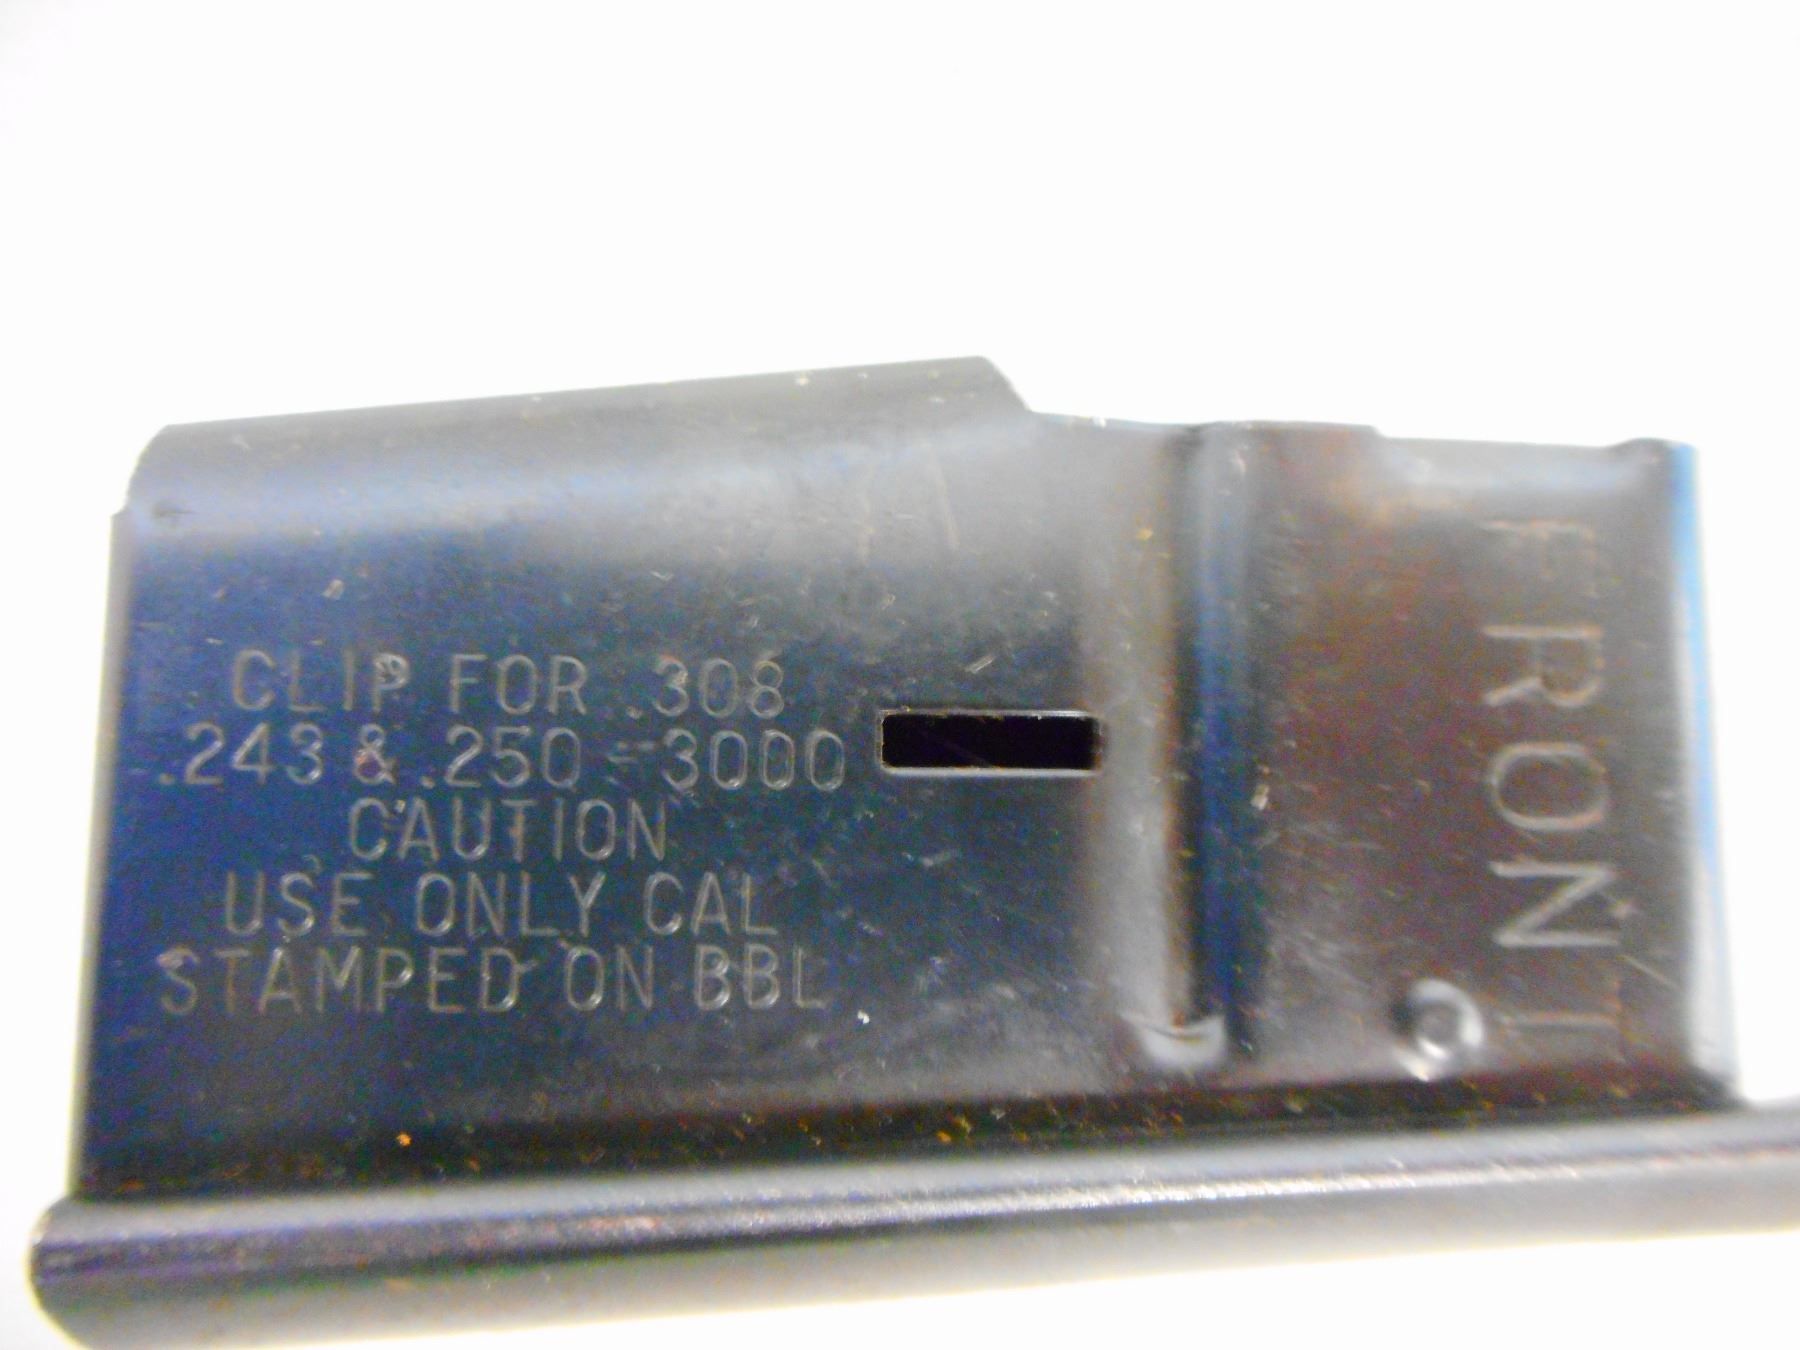 CLIP FOR .308
.243 & .250-3000
CAUTION
USE ONLY CAL
STAMPED ON BBL
FRONT